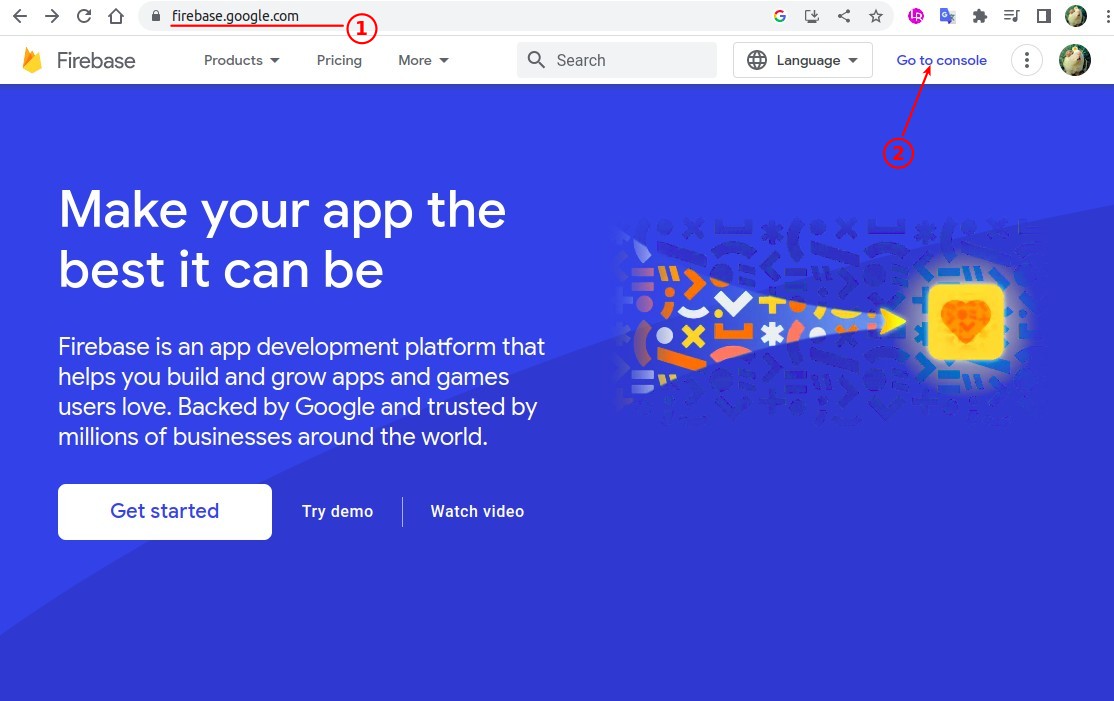 firebase.google.com
1
Firebase
Products
Pricing
More
Search
Language
Go to console
2
Make your app the
best it can be
Firebase is an app development platform that
helps you build and grow apps and games
users love. Backed by Google and trusted by
millions of businesses around the world.
Get started
Try demo
Watch video